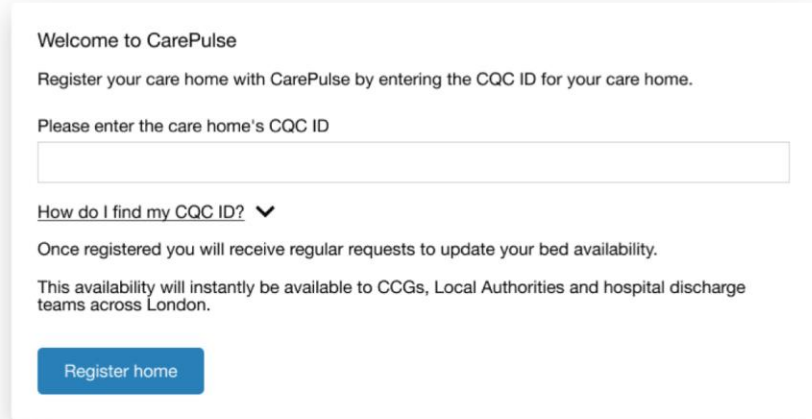 Welcome to CarePulse
Register your care home with CarePulse by entering the CQC ID for your care home.
Please enter the care home's CQC ID
How do I find my CQC ID?
Once registered you will receive regular requests to update your bed availability.
This availability will instantly be available to CCGs, Local Authorities and hospital discharge
teams across London.
Register home